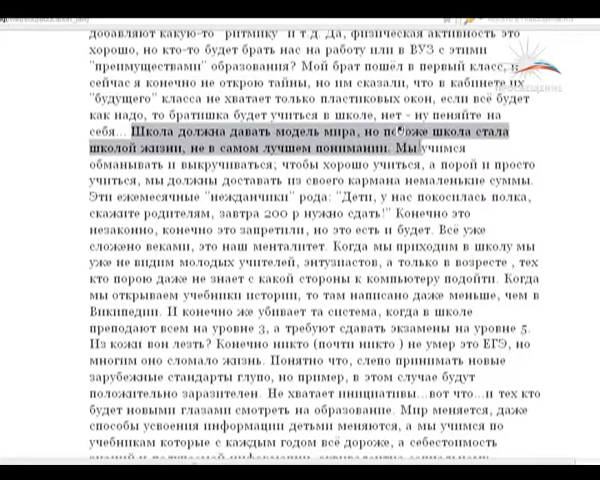 добавляют какую-то "ритмику" и т.д. Да, физическая активность это
хорошо, но кто-то будет брать нас на работу или в ВУЗ с этими
"преимуществами" образования? Мой брат пошёл в первый класс, и
сейчас я конечно не открою тайны, но им сказали, что в кабинете их
"будущего" класса не хватает только пластиковых окон, если всё будет
как надо, то братишка будет учиться в школе, нет - ну пеняйте на
себя... Школа должна давать модель мира, но похоже школа стала
школой жизни, не в самом лучшем понимании. Мы учимся
обманывать и выкручиваться; чтобы хорошо учиться, а порой и просто
учиться, мы должны доставать из своего кармана немаленькие суммы.
Эти ежемесячные "нежданчики" рода: "Дети, у нас покосилась полка,
скажите родителям, завтра 200 р нужно сдать!" Конечно это
незаконно, конечно это запретили, но это есть и будет. Всё уже
сложено веками, это наш менталитет. Когда мы приходим в школу мы
уже не видим молодых учителей, энтузиастов, а только в возресте , тех
кто порою даже не знает с какой стороны к компьютеру подойти. Когда
мы открываем учебники истории, то там написано даже меньше, чем в
Википедии. И конечно же убивает та система, когда в школе
преподают всем на уровне 3, а требуют сдавать экзамены на уровне 5.
Из кожи вон лезть? Конечно никто (почти никто ) не умер это ЕГЭ, но
многим оно сломало жизнь. Понятно что, слепо принимать новые
зарубежные стандарты глупо, но пример, в этом случае будут
положительно заразителен. Не хватает инициативы...вот что...и тех кто
будет новыми глазами смотреть на образование. Мир меняется, даже
способы усвоения информации детьми меняются, а мы учимся по
учебникам которые с каждым годом всё дороже, а себестоимость
ПРОСВЕЩЕНИЕ